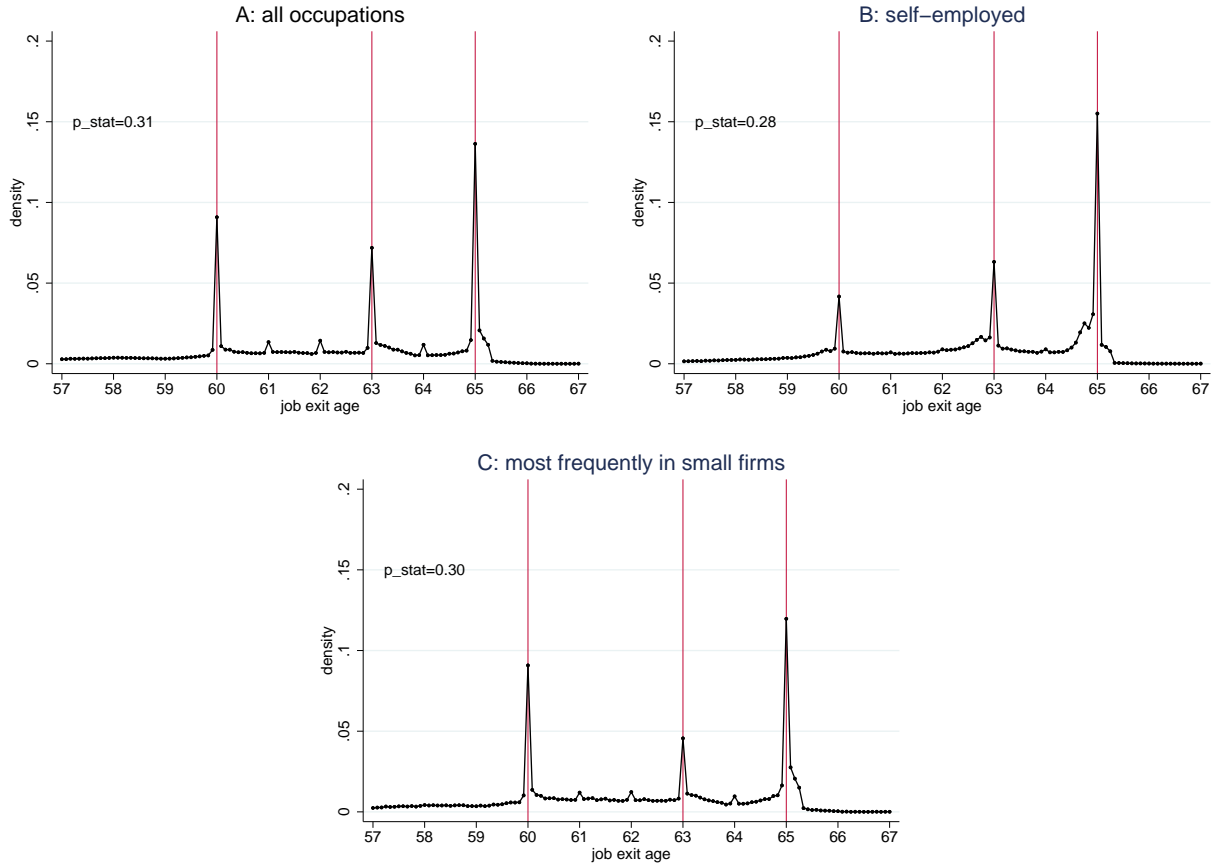 A: all occupations
.2
.15
.1
.05
0
density
p_stat=0.31
57 58 59 60 61 62 63 64 65 66 67
job exit age
B: self−employed
.2
.15
.1
.05
0
density
p_stat=0.28
57 58 59 60 61 62 63 64 65 66 67
job exit age
C: most frequently in small firms
.2
.15
.1
.05
0
density
p_stat=0.30
57 58 59 60 61 62 63 64 65 66 67
job exit age